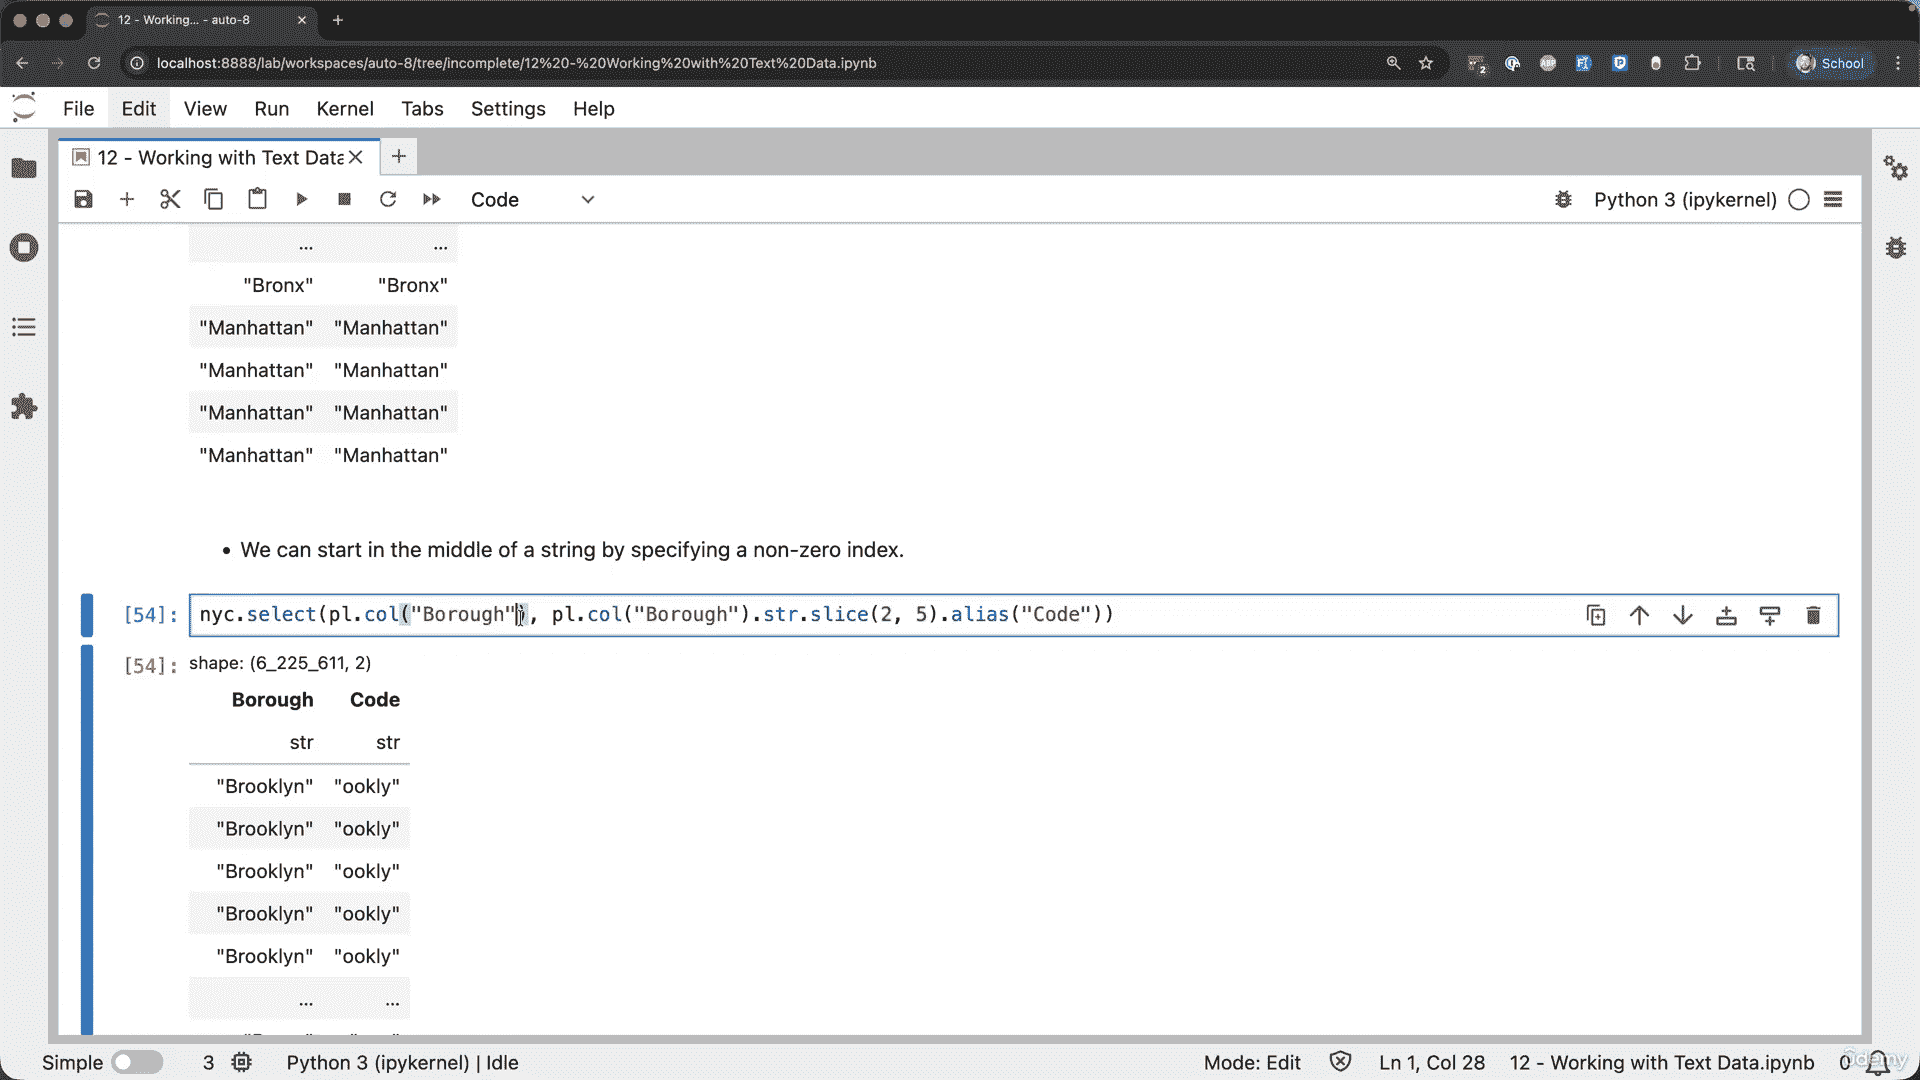 12 - Working... - auto-8
localhost:8888/lab/workspaces/auto-8/tree/incomplete/12%20-%20Working%20with%20Text%20Data.ipynb
2
ABP
School
File Edit View Run Kernel Tabs Settings Help
12 - Working with Text Data
Code
Python 3 (ipykernel)
... ...
"Bronx" "Bronx"
"Manhattan" "Manhattan"
"Manhattan" "Manhattan"
"Manhattan" "Manhattan"
"Manhattan" "Manhattan"
• We can start in the middle of a string by specifying a non-zero index.
[54]: nyc.select(pl.col("Borough"), pl.col("Borough").str.slice(2, 5).alias("Code"))
[54]: shape: (6_225_611, 2)
Borough Code
str str
"Brooklyn" "ookly"
"Brooklyn" "ookly"
"Brooklyn" "ookly"
"Brooklyn" "ookly"
"Brooklyn" "ookly"
... ...
Simple 3 Python 3 (ipykernel) | Idle Mode: Edit Ln 1, Col 28 12 - Working with Text Data.ipynb 0
udemy